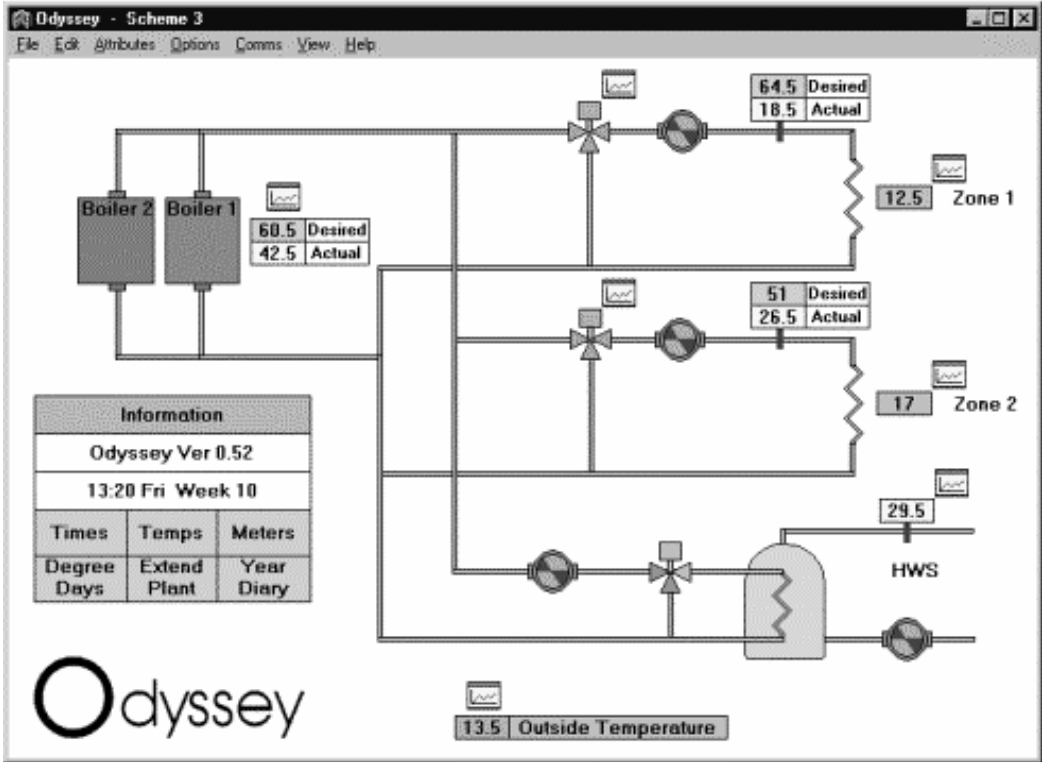 Odyssey - Scheme 3
File Edit Attributes Options Comms View Help
64.5 Desired
18.5 Actual
Boiler 2 Boiler 1
60.5 Desired
42.5 Actual
12.5 Zone 1
51 Desired
26.5 Actual
17 Zone 2
Information
Odyssey Ver 0.52
13:20 Fri Week 10
Times Temps Meters
Degree Days Extend Plant Year Diary
29.5
HWS
Odyssey
13.5 Outside Temperature